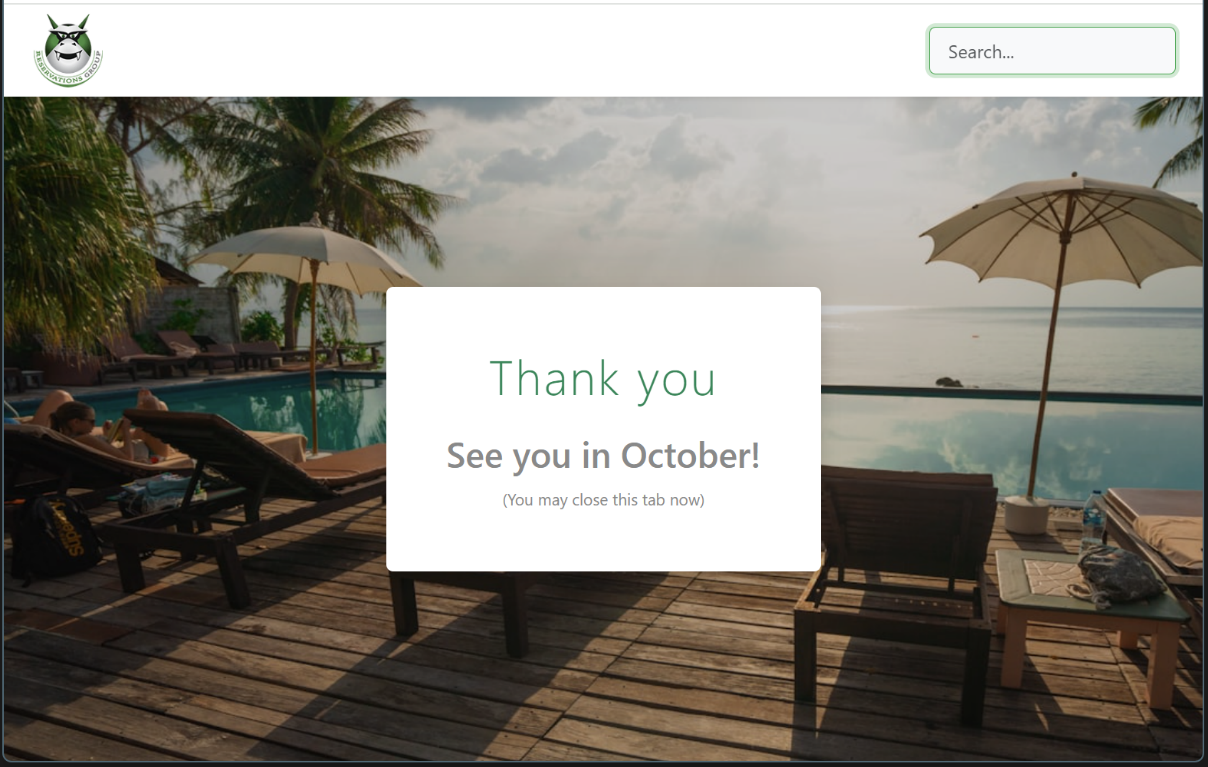 RESERVATIONS GROUP
Search...
Thank you
See you in October!
(You may close this tab now)